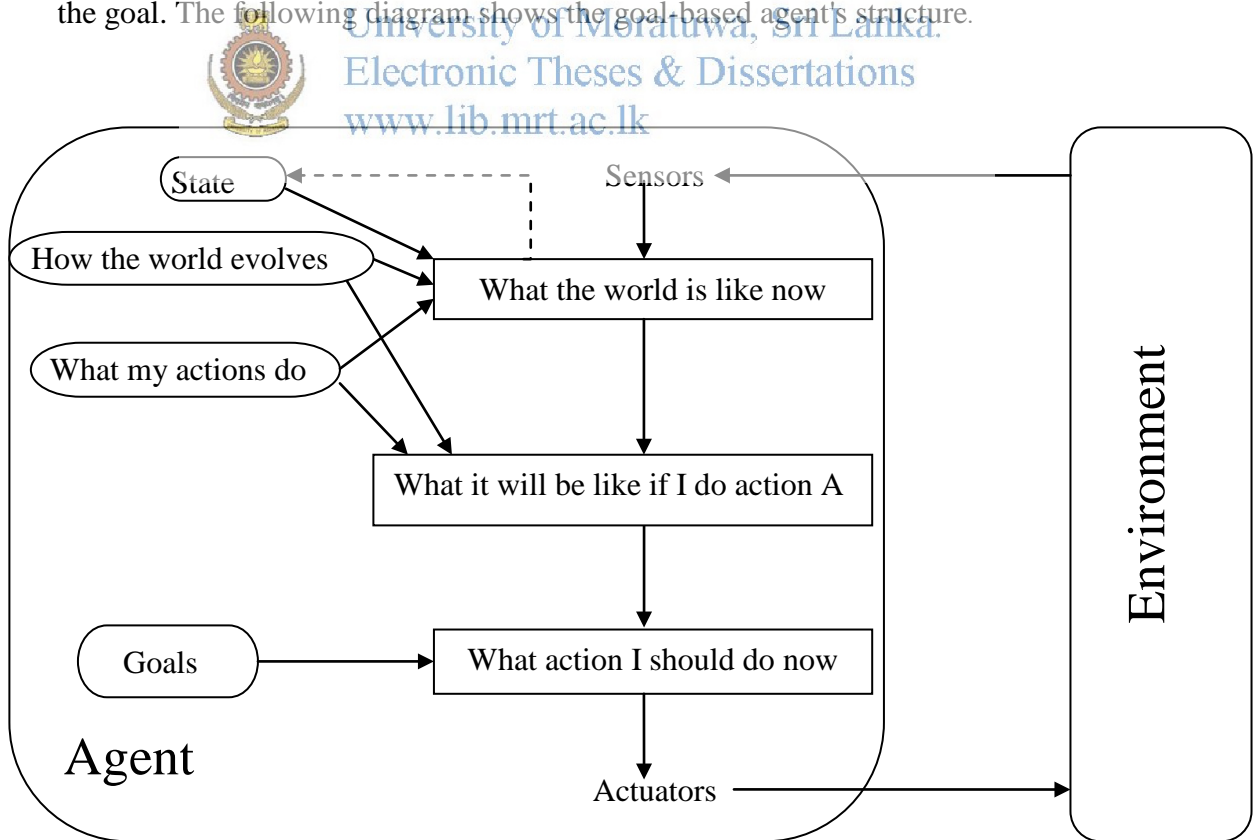 the goal. The following diagram shows the goal-based agent's structure.
University of Moratuwa, Sri Lanka.
Electronic Theses & Dissertations
www.lib.mrt.ac.lk
State
Sensors
How the world evolves
What the world is like now
What my actions do
What it will be like if I do action A
Environment
Goals
What action I should do now
Agent
Actuators